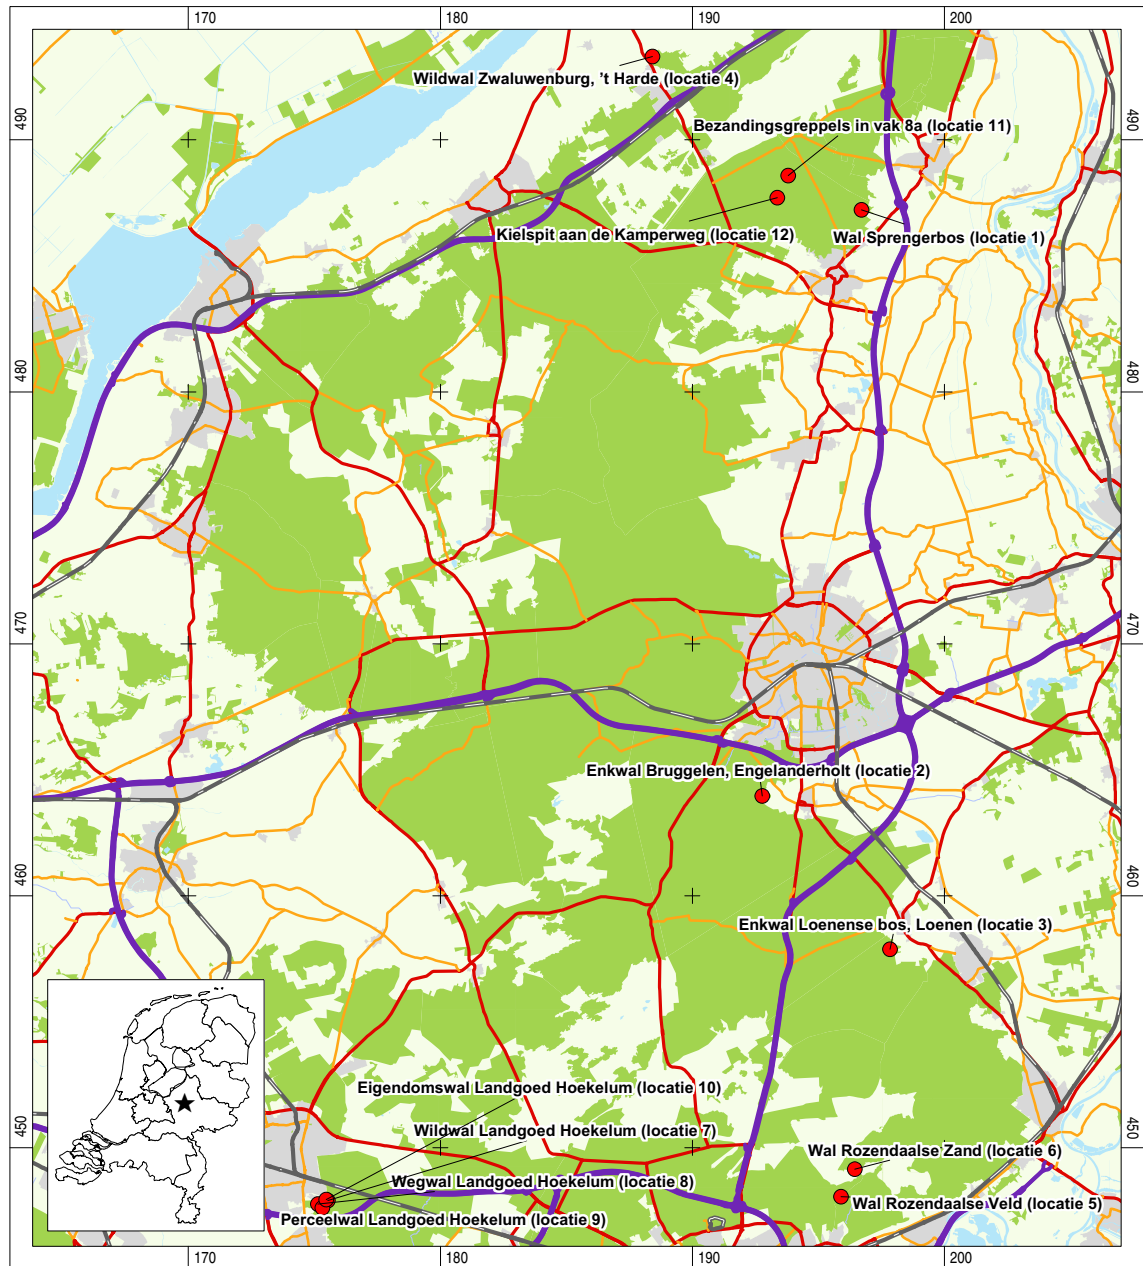 170 180 190 200
Wildwal Zwaluwenburg, ’t Harde (locatie 4)
490 490
Bezandingsgreppels in vak 8a (locatie 11)
Kielspit aan de Kamperweg (locatie 12)
Wal Sprengerbos (locatie 1)
480 480
470 470
Enkwal Bruggelen, Engelanderholt (locatie 2)
460 460
Enkwal Loenense bos, Loenen (locatie 3)
Eigendomswal Landgoed Hoekelum (locatie 10)
450 450
Wildwal Landgoed Hoekelum (locatie 7)
Wal Rozendaalse Zand (locatie 6)
Wegwal Landgoed Hoekelum (locatie 8)
Wal Rozendaalse Veld (locatie 5)
Perceelwal Landgoed Hoekelum (locatie 9)
170 180 190 200